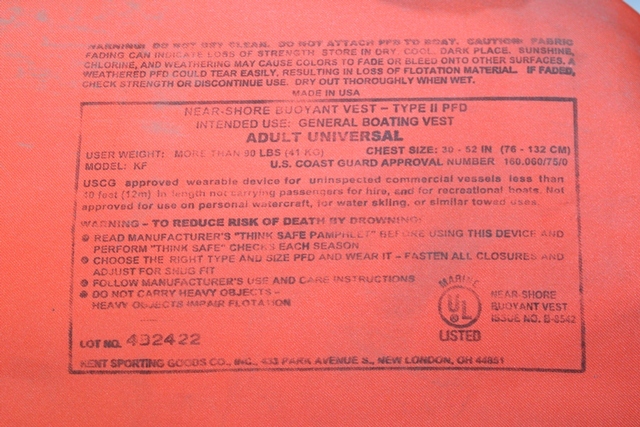 WARNING: DO NOT DRY CLEAN. DO NOT ATTACH PFD TO BOAT. CAUTION: FABRIC
FADING CAN INDICATE LOSS OF STRENGTH. STORE IN DRY, COOL, DARK PLACE. SUNSHINE,
CHLORINE, AND WEATHERING MAY CAUSE COLORS TO FADE OR BLEED ONTO OTHER SURFACES. A
WEATHERED PFD COULD TEAR EASILY, RESULTING IN LOSS OF FLOTATION MATERIAL. IF FADED,
CHECK STRENGTH OR DISCONTINUE USE. DRY OUT THOROUGHLY WHEN WET.
MADE IN USA
NEAR-SHORE BUOYANT VEST – TYPE II PFD
INTENDED USE: GENERAL BOATING VEST
ADULT UNIVERSAL
USER WEIGHT: MORE THAN 90 LBS (41 KG) CHEST SIZE: 30 - 52 IN (76 - 132 CM)
MODEL: KF U.S. COAST GUARD APPROVAL NUMBER 160.060/75/0
USCG approved wearable device for uninspected commercial vessels less than
40 feet (12m) in length not carrying passengers for hire, and for recreational boats. Not
approved for use on personal watercraft, for water skiing, or similar towed uses.
WARNING – TO REDUCE RISK OF DEATH BY DROWNING:
● READ MANUFACTURER'S "THINK SAFE PAMPHLET" BEFORE USING THIS DEVICE AND
PERFORM "THINK SAFE" CHECKS EACH SEASON
● CHOOSE THE RIGHT TYPE AND SIZE PFD AND WEAR IT – FASTEN ALL CLOSURES AND
ADJUST FOR SNUG FIT
● FOLLOW MANUFACTURER'S USE AND CARE INSTRUCTIONS
● DO NOT CARRY HEAVY OBJECTS –
HEAVY OBJECTS IMPAIR FLOTATION
MARINE
UL
LISTED
NEAR-SHORE
BUOYANT VEST
ISSUE NO. B-8542
LOT NO. 432422
KENT SPORTING GOODS CO., INC., 433 PARK AVENUE S., NEW LONDON, OH 44851